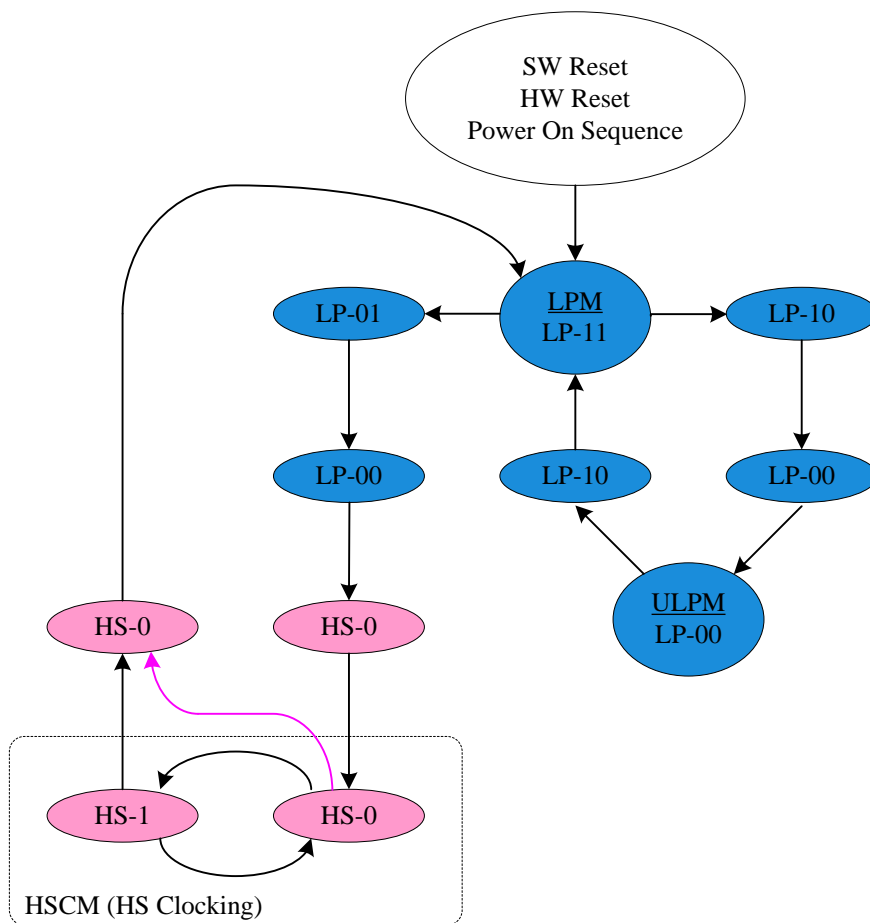 SW Reset
HW Reset
Power On Sequence
LP-01
LPM
LP-11
LP-10
LP-00
LP-10
LP-00
HS-0
HS-0
ULPM
LP-00
HS-1
HS-0
HSCM (HS Clocking)